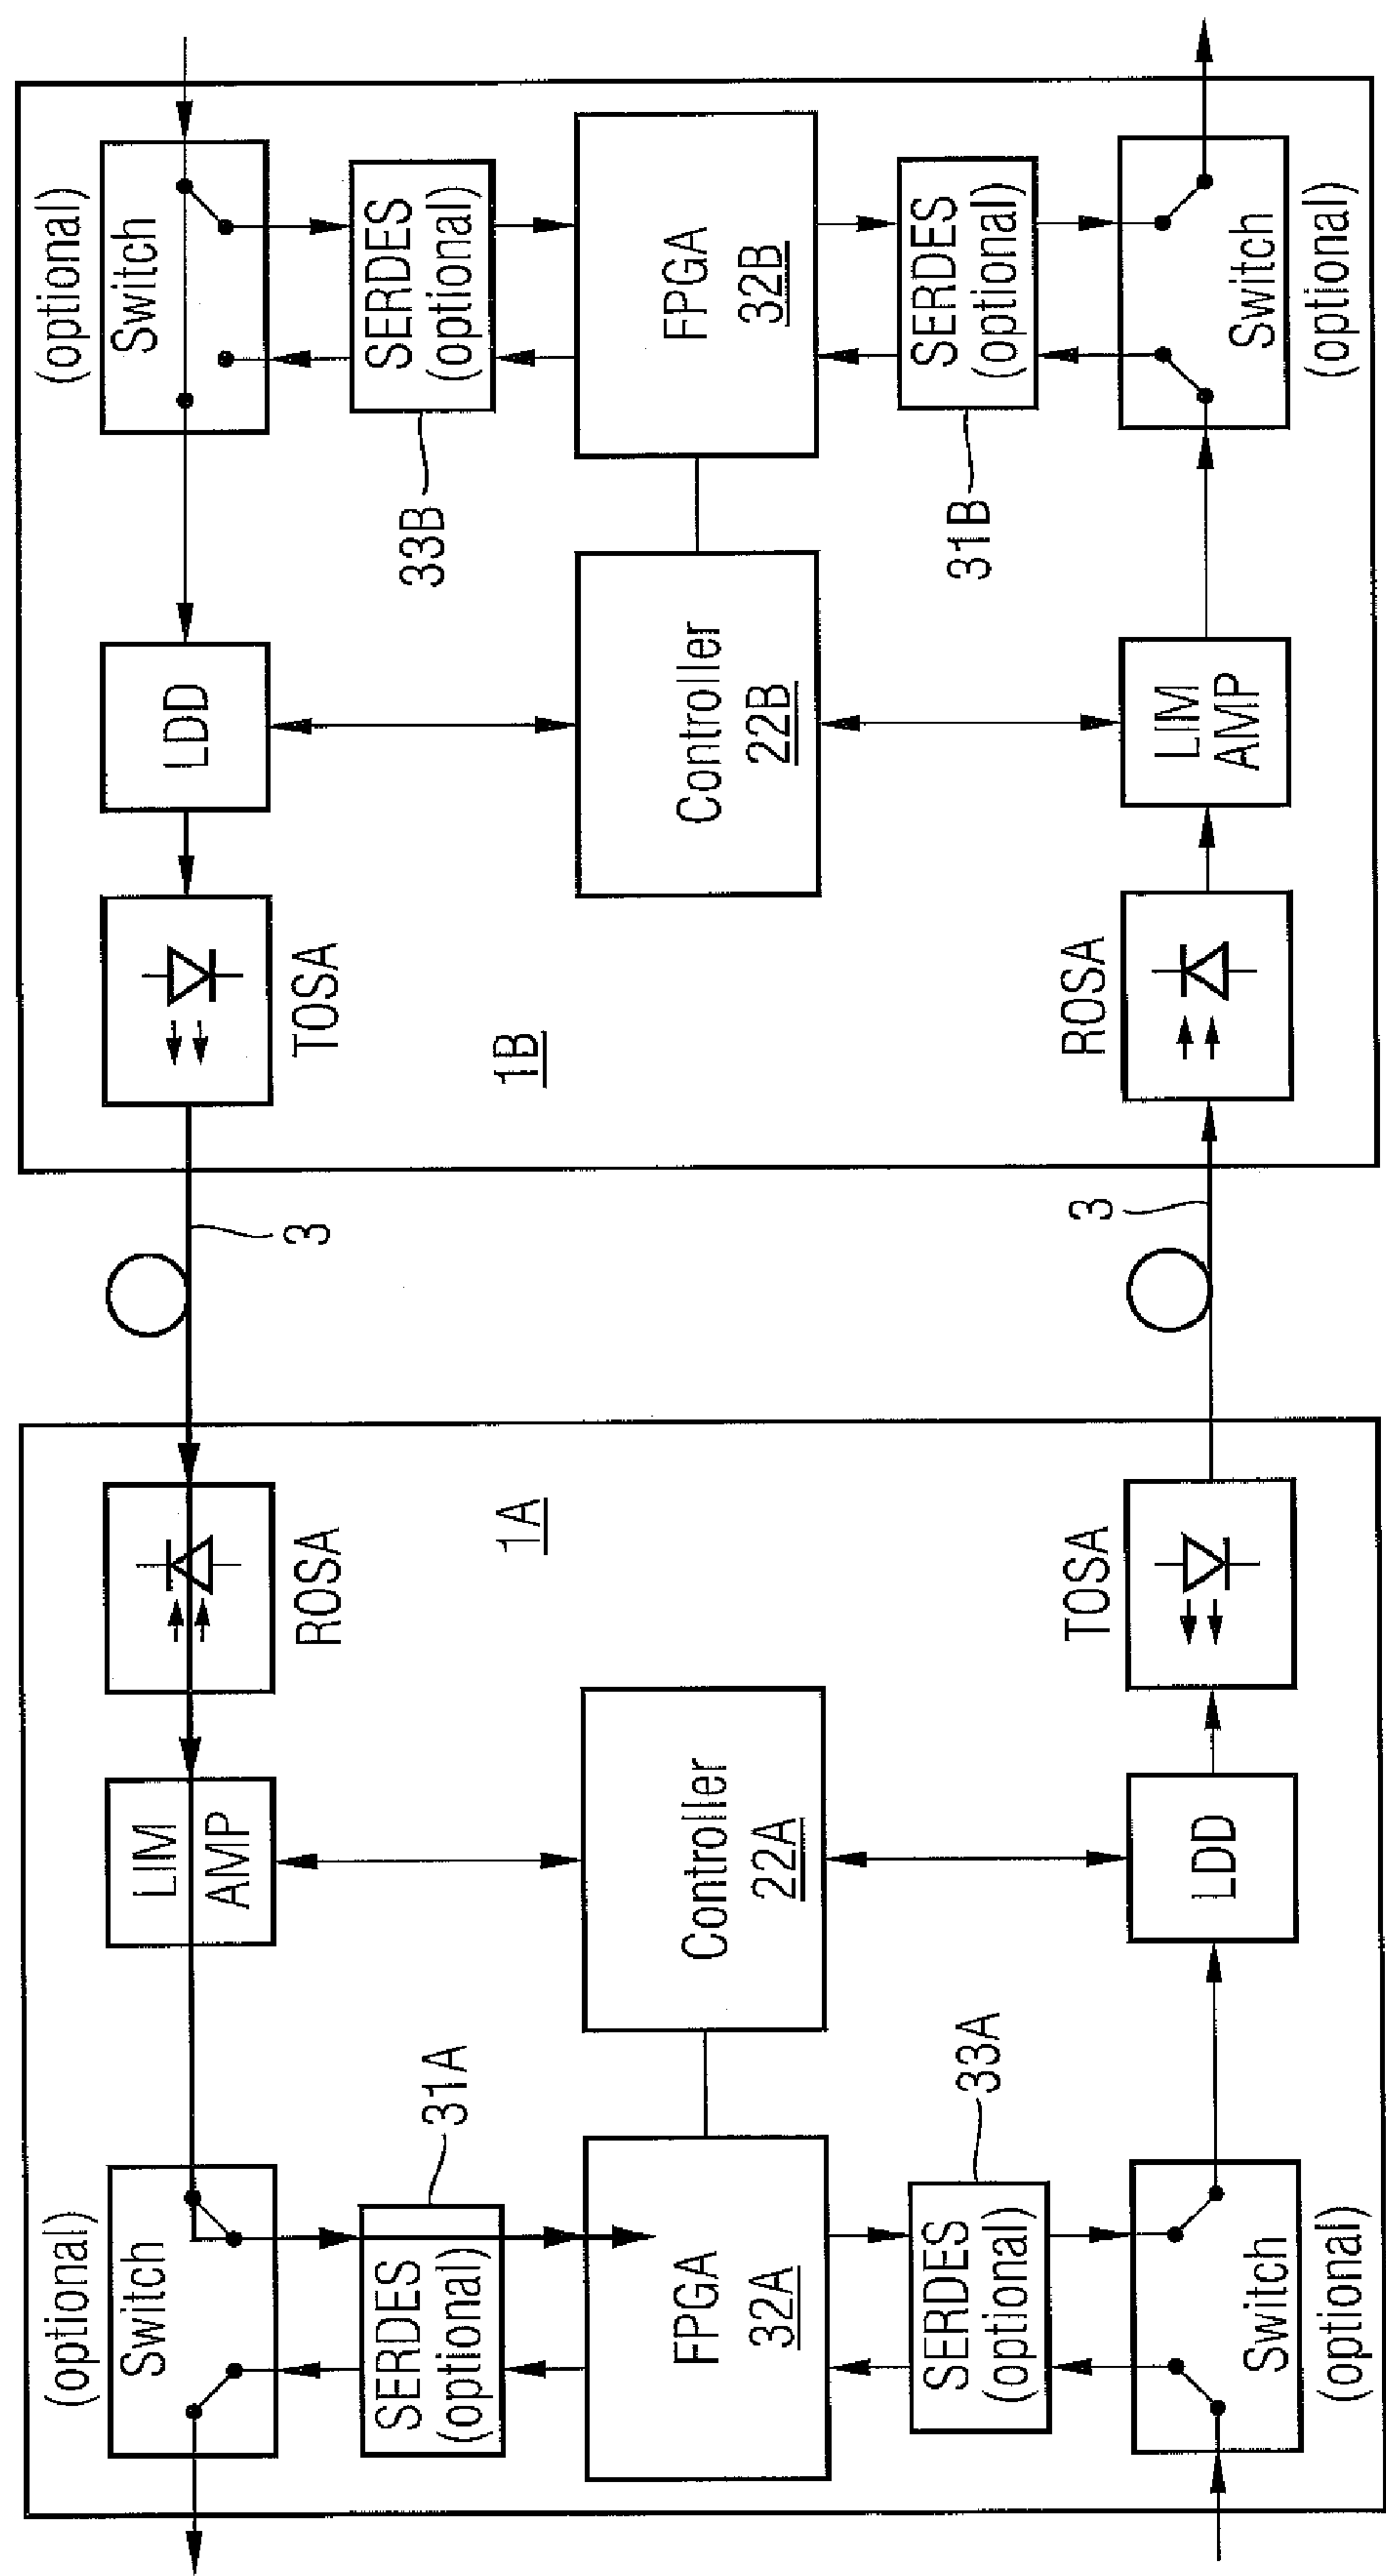 (optional)
Switch
LIM
AMP
ROSA
3
TOSA
LDD
Switch
(optional)
31A
SERDES
(optional)
33B
SERDES
(optional)
FPGA
32A
Controller
22A
1A
1B
Controller
22B
FPGA
32B
33A
SERDES
(optional)
31B
SERDES
(optional)
Switch
(optional)
LDD
TOSA
3
ROSA
LIM
AMP
Switch
(optional)